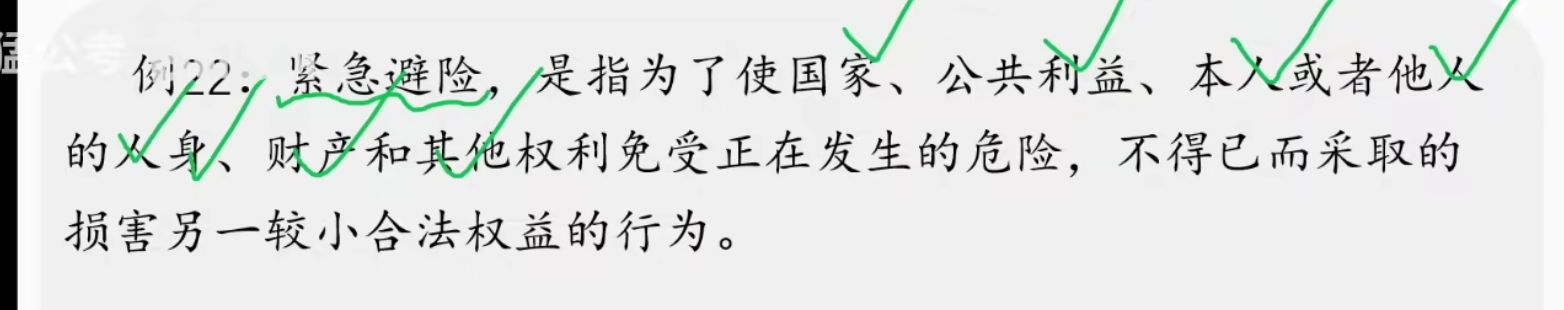 公考
例22：紧急避险，是指为了使国家、公共利益、本人或者他人
的人身、财产和其他权利免受正在发生的危险，不得已而采取的
损害另一较小合法权益的行为。